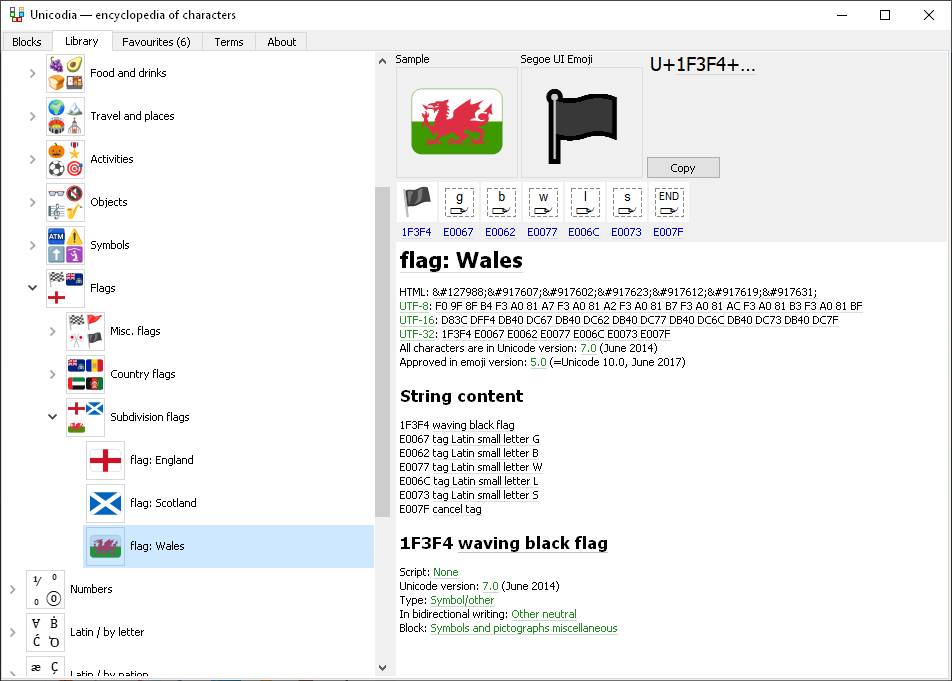 Unicodia — encyclopedia of characters
Blocks Library Favourites (6) Terms About
Food and drinks
Travel and places
Activities
Objects
ATM
Symbols
Flags
Misc. flags
Country flags
Subdivision flags
flag: England
flag: Scotland
flag: Wales
Numbers
Latin / by letter
Latin / by nation
Sample Segoe UI Emoji
U+1F3F4+...
Copy
g b w l s END
1F3F4 E0067 E0062 E0077 E006C E0073 E007F
flag: Wales
HTML: &#127988;&#917607;&#917602;&#917623;&#917612;&#917619;&#917631;
UTF-8: F0 9F 8F B4 F3 A0 81 A7 F3 A0 81 A2 F3 A0 81 B7 F3 A0 81 AC F3 A0 81 B3 F3 A0 81 BF
UTF-16: D83C DFF4 DB40 DC67 DB40 DC62 DB40 DC77 DB40 DC6C DB40 DC73 DB40 DC7F
UTF-32: 1F3F4 E0067 E0062 E0077 E006C E0073 E007F
All characters are in Unicode version: 7.0 (June 2014)
Approved in emoji version: 5.0 (=Unicode 10.0, June 2017)
String content
1F3F4 waving black flag
E0067 tag Latin small letter G
E0062 tag Latin small letter B
E0077 tag Latin small letter W
E006C tag Latin small letter L
E0073 tag Latin small letter S
E007F cancel tag
1F3F4 waving black flag
Script: None
Unicode version: 7.0 (June 2014)
Type: Symbol/other
In bidirectional writing: Other neutral
Block: Symbols and pictographs miscellaneous